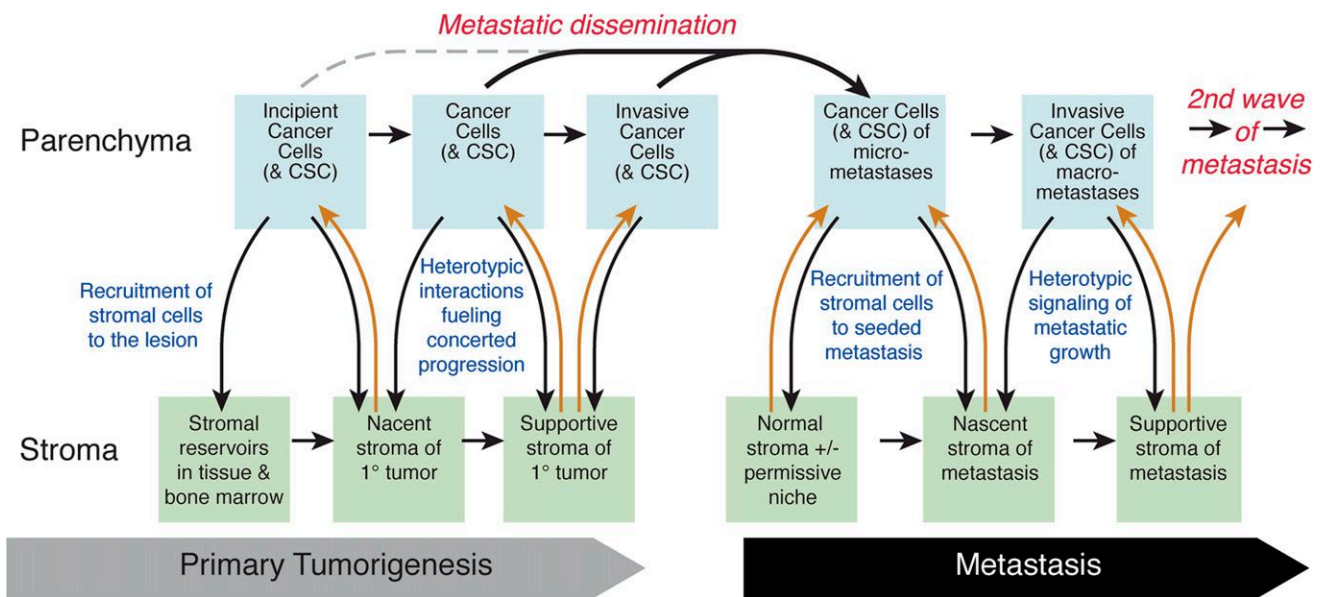 Metastatic dissemination
Parenchyma
Incipient
Cancer
Cells
(& CSC)
Cancer
Cells
(& CSC)
Invasive
Cancer
Cells
(& CSC)
Cancer Cells
(& CSC) of
micro-
metastases
Invasive
Cancer Cells
(& CSC) of
macro-
metastases
2nd wave
of
metastasis
Recruitment of
stromal cells
to the lesion
Heterotypic
interactions
fueling
concerted
progression
Recruitment of
stromal cells
to seeded
metastasis
Heterotypic
signaling of
metastatic
growth
Stroma
Stromal
reservoirs
in tissue &
bone marrow
Nacent
stroma of
1° tumor
Supportive
stroma of
1° tumor
Normal
stroma +/-
permissive
niche
Nascent
stroma of
metastasis
Supportive
stroma of
metastasis
Primary Tumorigenesis
Metastasis